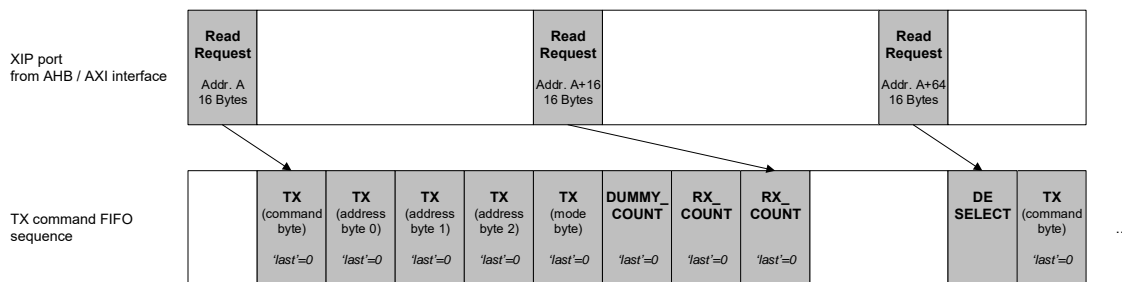 XIP port
from AHB / AXI interface
Read
Request
Addr. A
16 Bytes
Read
Request
Addr. A+16
16 Bytes
Read
Request
Addr. A+64
16 Bytes
TX command FIFO
sequence
TX
(command
byte)
'last'=0
TX
(address
byte 0)
'last'=0
TX
(address
byte 1)
'last'=0
TX
(address
byte 2)
'last'=0
TX
(mode
byte)
'last'=0
DUMMY_
COUNT
'last'=0
RX_
COUNT
'last'=0
RX_
COUNT
'last'=0
DE
SELECT
TX
(command
byte)
'last'=0
..